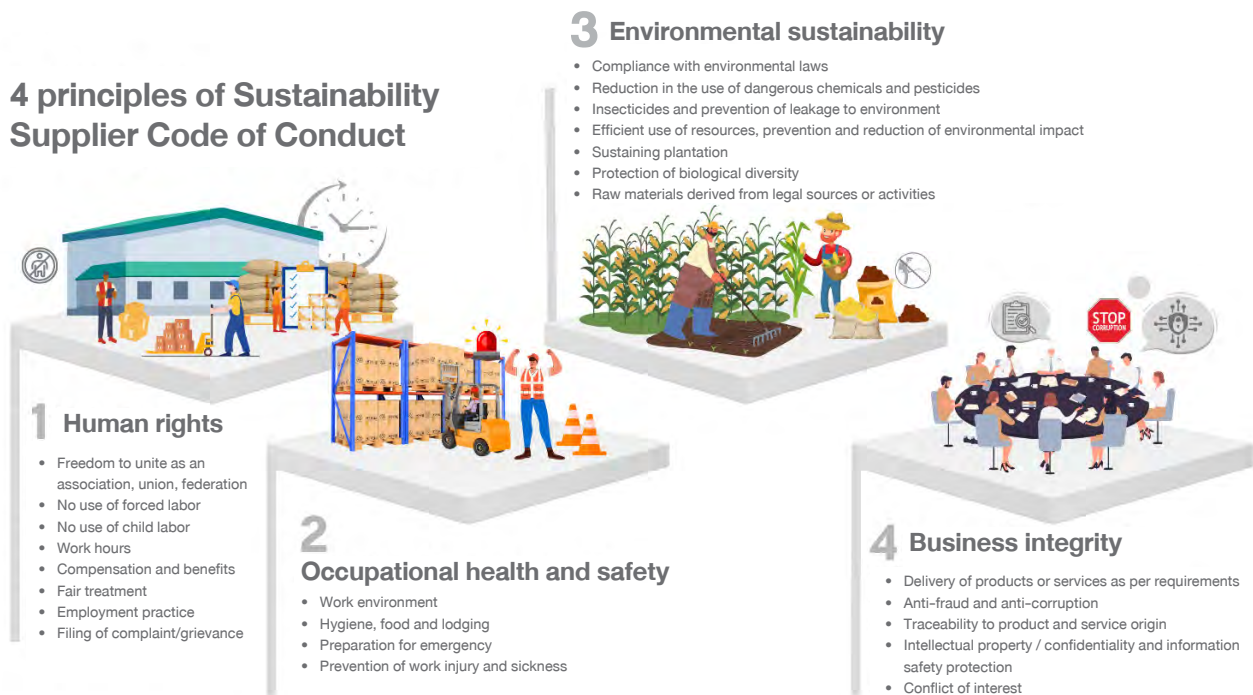 4 principles of Sustainability
Supplier Code of Conduct
1 Human rights
• Freedom to unite as an
association, union, federation
• No use of forced labor
• No use of child labor
• Work hours
• Compensation and benefits
• Fair treatment
• Employment practice
• Filing of complaint/grievance
2
Occupational health and safety
• Work environment
• Hygiene, food and lodging
• Preparation for emergency
• Prevention of work injury and sickness
3 Environmental sustainability
• Compliance with environmental laws
• Reduction in the use of dangerous chemicals and pesticides
• Insecticides and prevention of leakage to environment
• Efficient use of resources, prevention and reduction of environmental impact
• Sustaining plantation
• Protection of biological diversity
• Raw materials derived from legal sources or activities
STOP
CORRUPTION
4 Business integrity
• Delivery of products or services as per requirements
• Anti-fraud and anti-corruption
• Traceability to product and service origin
• Intellectual property / confidentiality and information
safety protection
• Conflict of interest